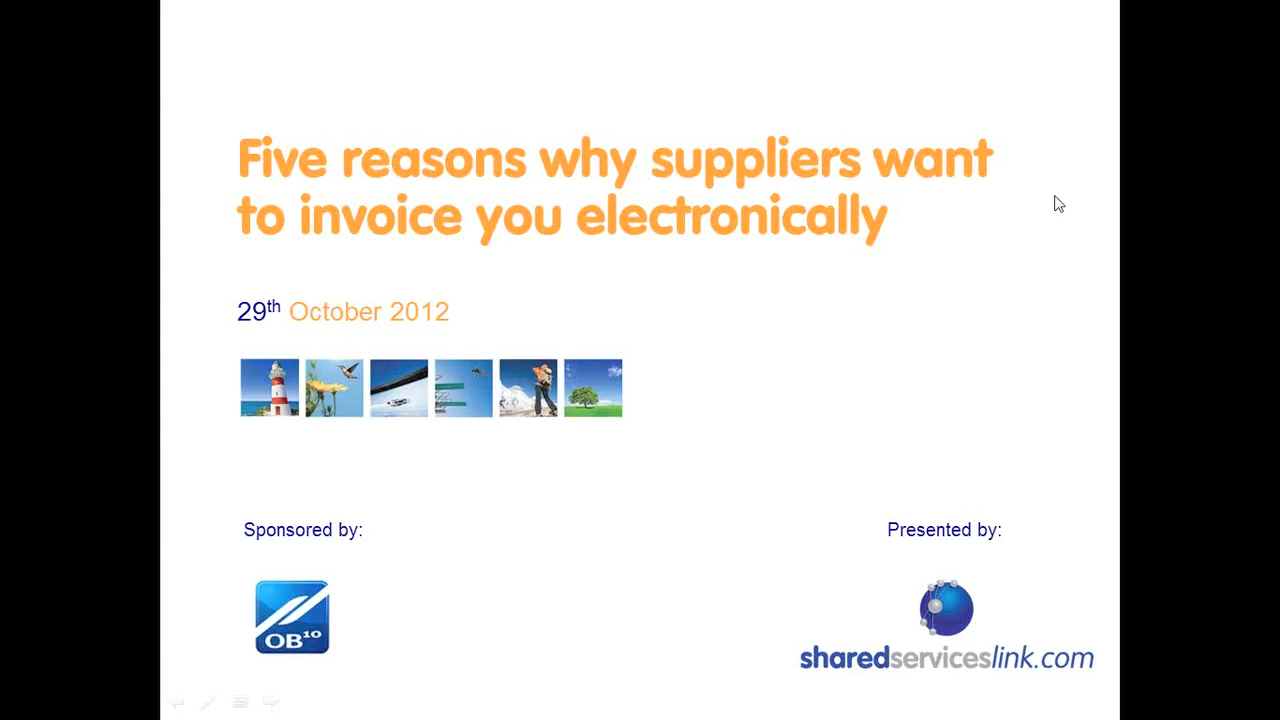 Five reasons why suppliers want
to invoice you electronically
29th October 2012
Sponsored by:
Presented by:
OB10
sharedserviceslink.com